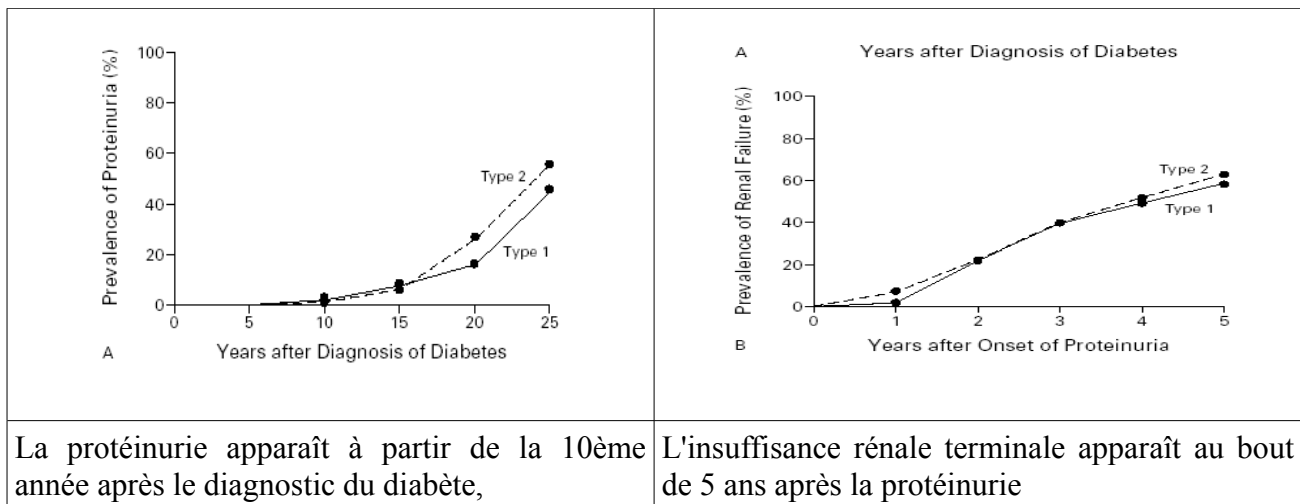 Prevalence of Proteinuria (%)
100
80
60
40
20
0
Type 2
Type 1
0 5 10 15 20 25
A Years after Diagnosis of Diabetes
A Years after Diagnosis of Diabetes
Prevalence of Renal Failure (%)
100
80
60
40
20
0
Type 2
Type 1
0 1 2 3 4 5
B Years after Onset of Proteinuria
La protéinurie apparaît à partir de la 10ème
année après le diagnostic du diabète,
L'insuffisance rénale terminale apparaît au bout
de 5 ans après la protéinurie